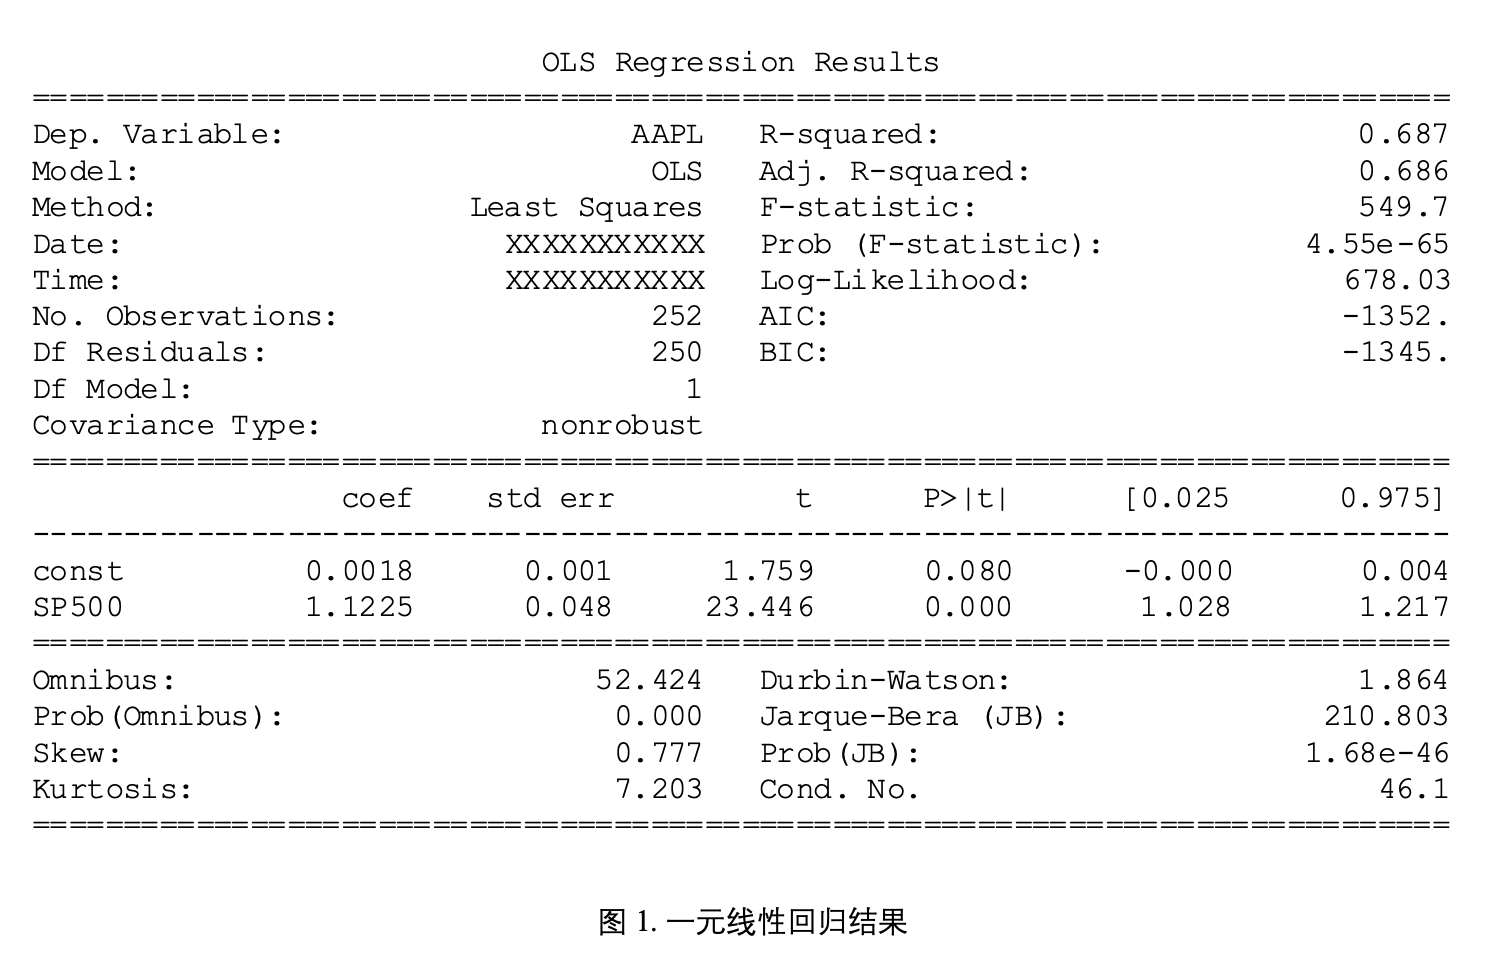 OLS Regression Results
==============================================================================
Dep. Variable: AAPL R-squared: 0.687
Model: OLS Adj. R-squared: 0.686
Method: Least Squares F-statistic: 549.7
Date: XXXXXXXXXXX Prob (F-statistic): 4.55e-65
Time: XXXXXXXXXXX Log-Likelihood: 678.03
No. Observations: 252 AIC: -1352.
Df Residuals: 250 BIC: -1345.
Df Model: 1
Covariance Type: nonrobust
==============================================================================
coef std err t P>|t| [0.025 0.975]
------------------------------------------------------------------------------
const 0.0018 0.001 1.759 0.080 -0.000 0.004
SP500 1.1225 0.048 23.446 0.000 1.028 1.217
==============================================================================
Omnibus: 52.424 Durbin-Watson: 1.864
Prob(Omnibus): 0.000 Jarque-Bera (JB): 210.803
Skew: 0.777 Prob(JB): 1.68e-46
Kurtosis: 7.203 Cond. No. 46.1
==============================================================================
图 1. 一元线性回归结果